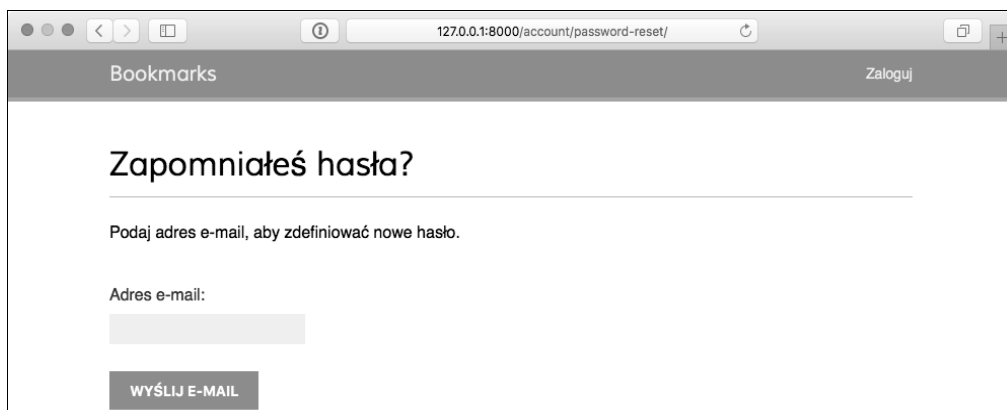 127.0.0.1:8000/account/password-reset/
Bookmarks
Zaloguj
Zapomniałeś hasła?
Podaj adres e-mail, aby zdefiniować nowe hasło.
Adres e-mail:
WYŚLIJ E-MAIL